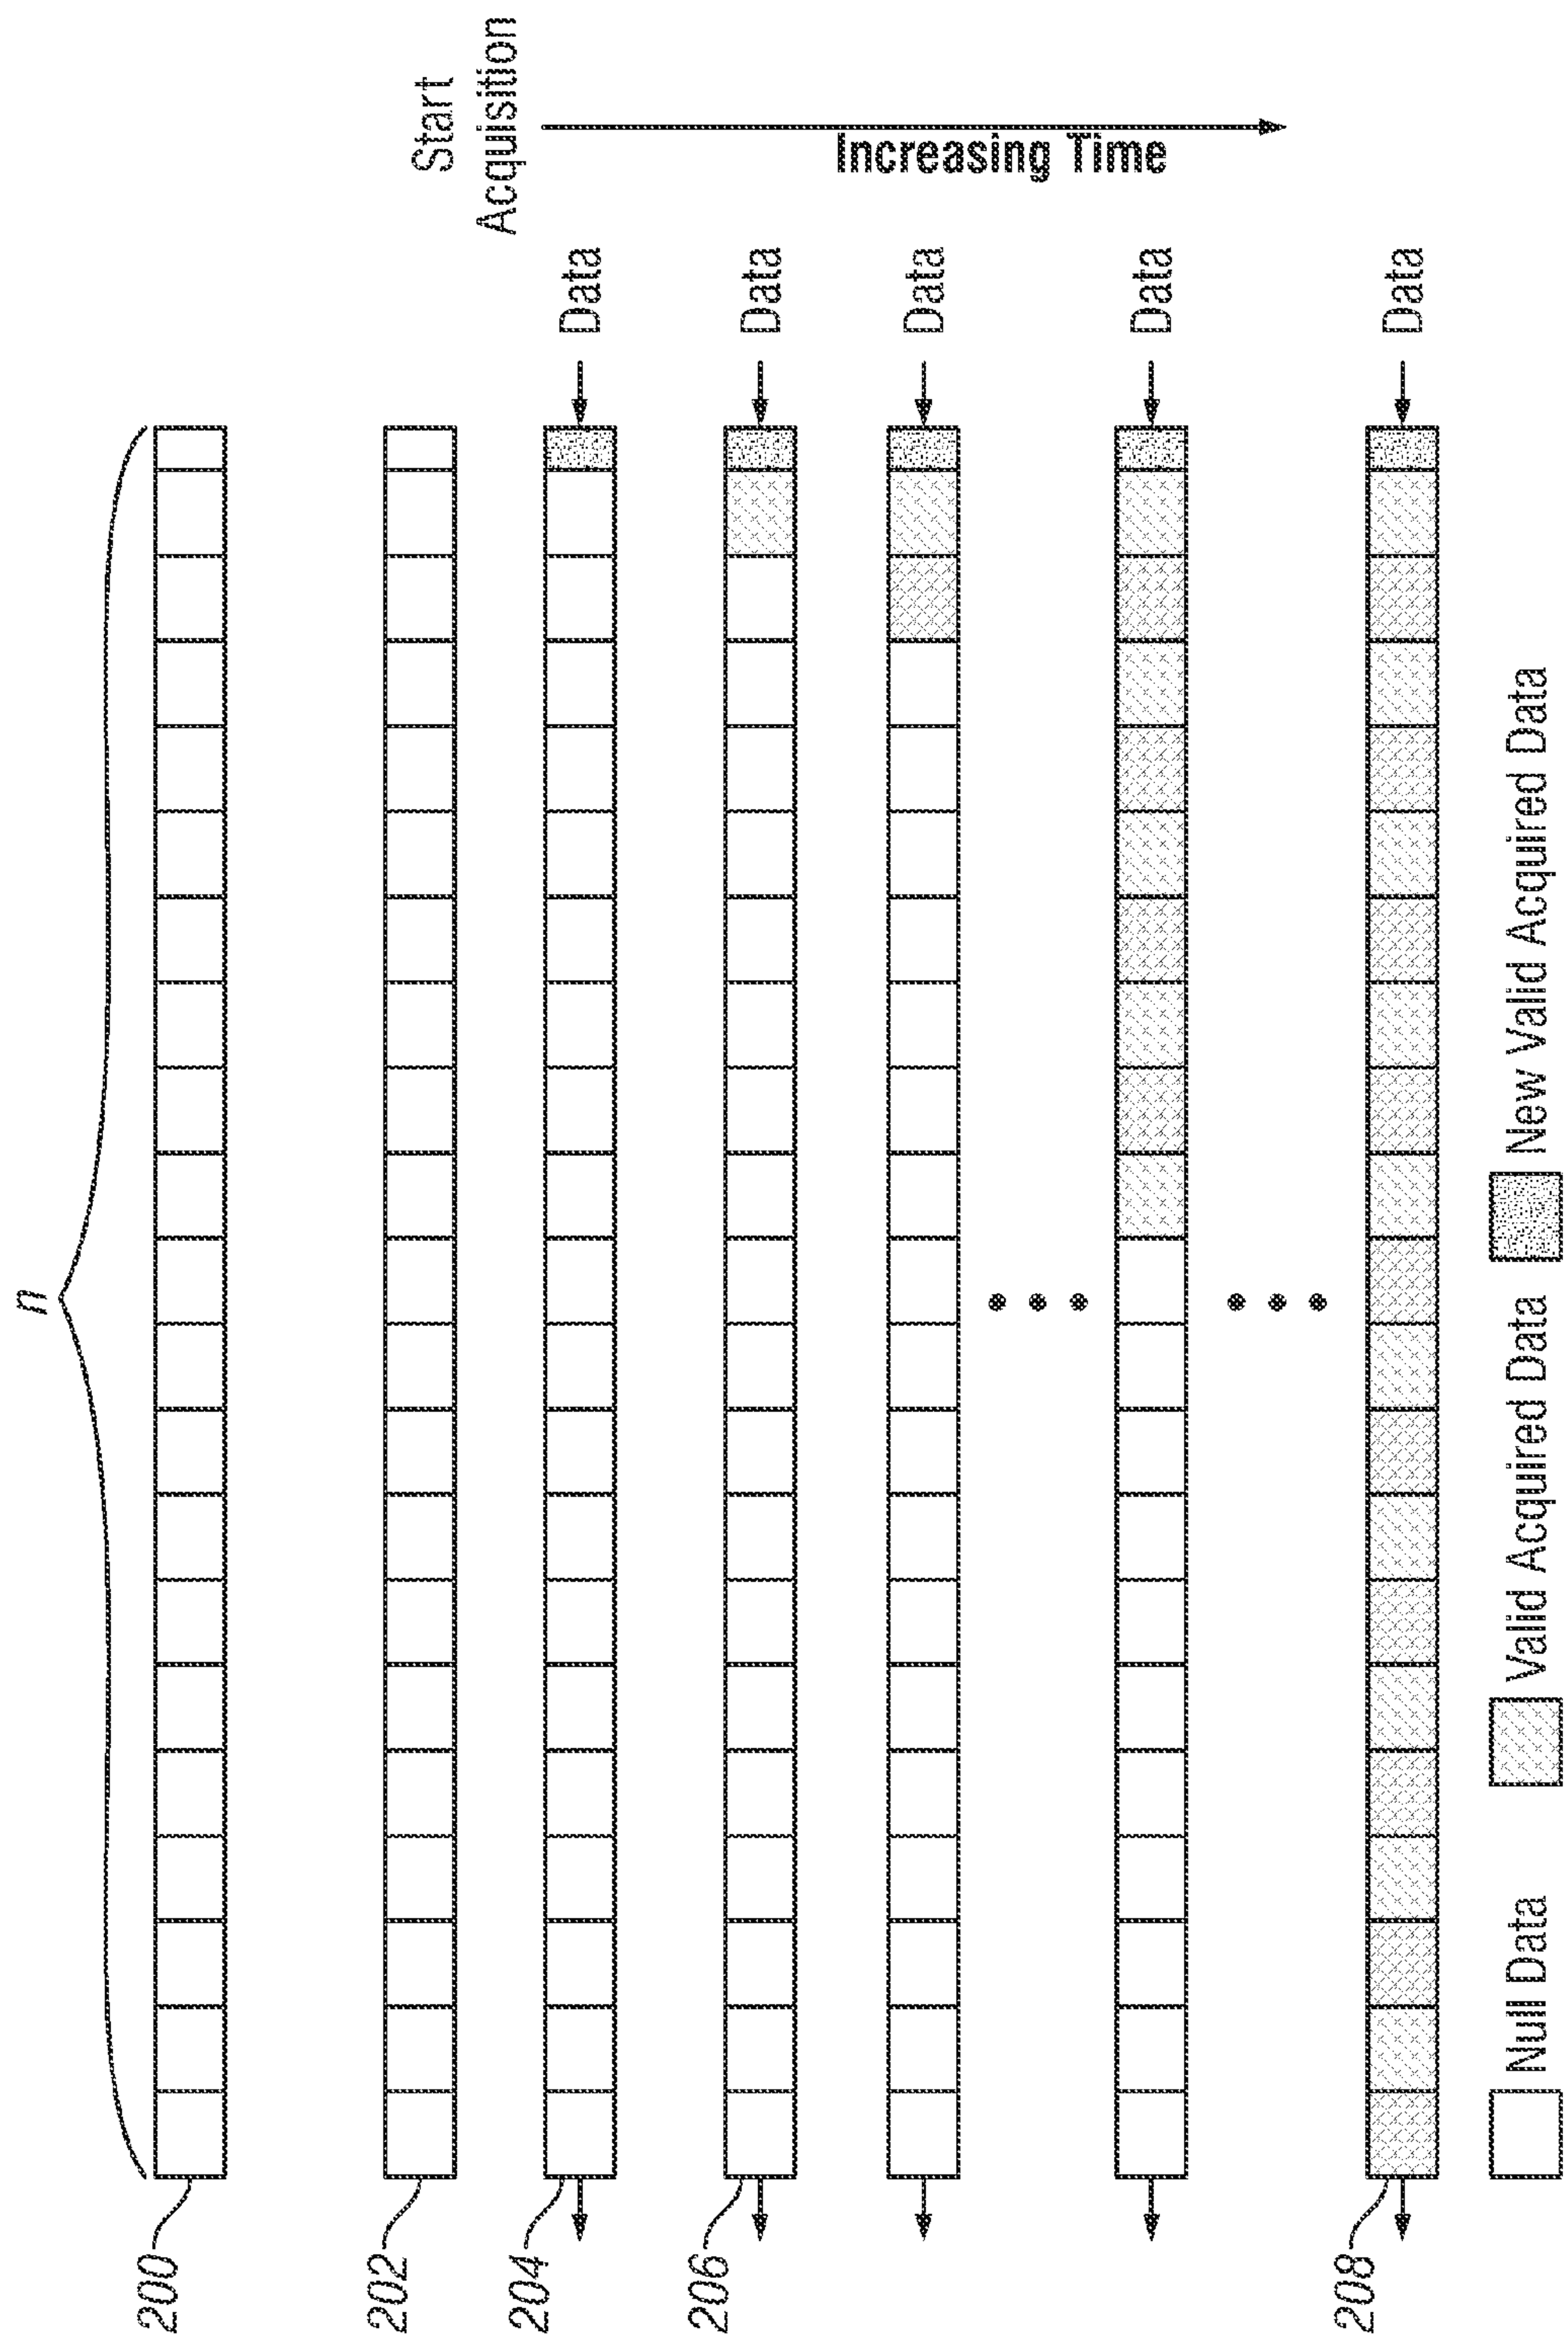 n
200
202
Start
Acquisition
204
Data
206
Data
Increasing Time
Data
Data
208
Data
Null Data
Valid Acquired Data
New Valid Acquired Data